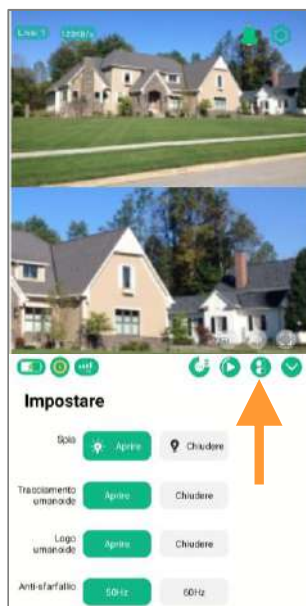 Impostare
Spia
Aprire
Chiudere
Tracciamento
umanoide
Aprire
Chiudere
Logo
umanoide
Aprire
Chiudere
Anti-sfarfallio
50Hz
60Hz